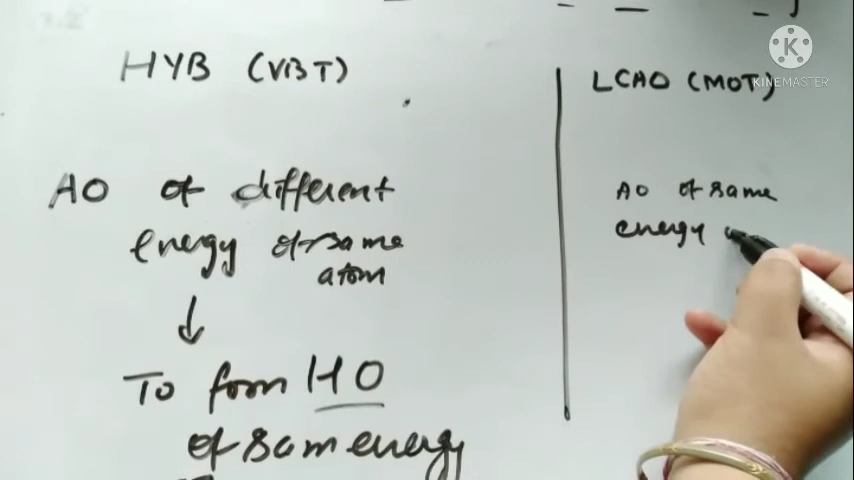 HYB (VBT)
AO of different
energy of same
atom
↓
To form HO
of sam energy
LCAO (MOT)
AO of same
energy
K
KINEMASTER